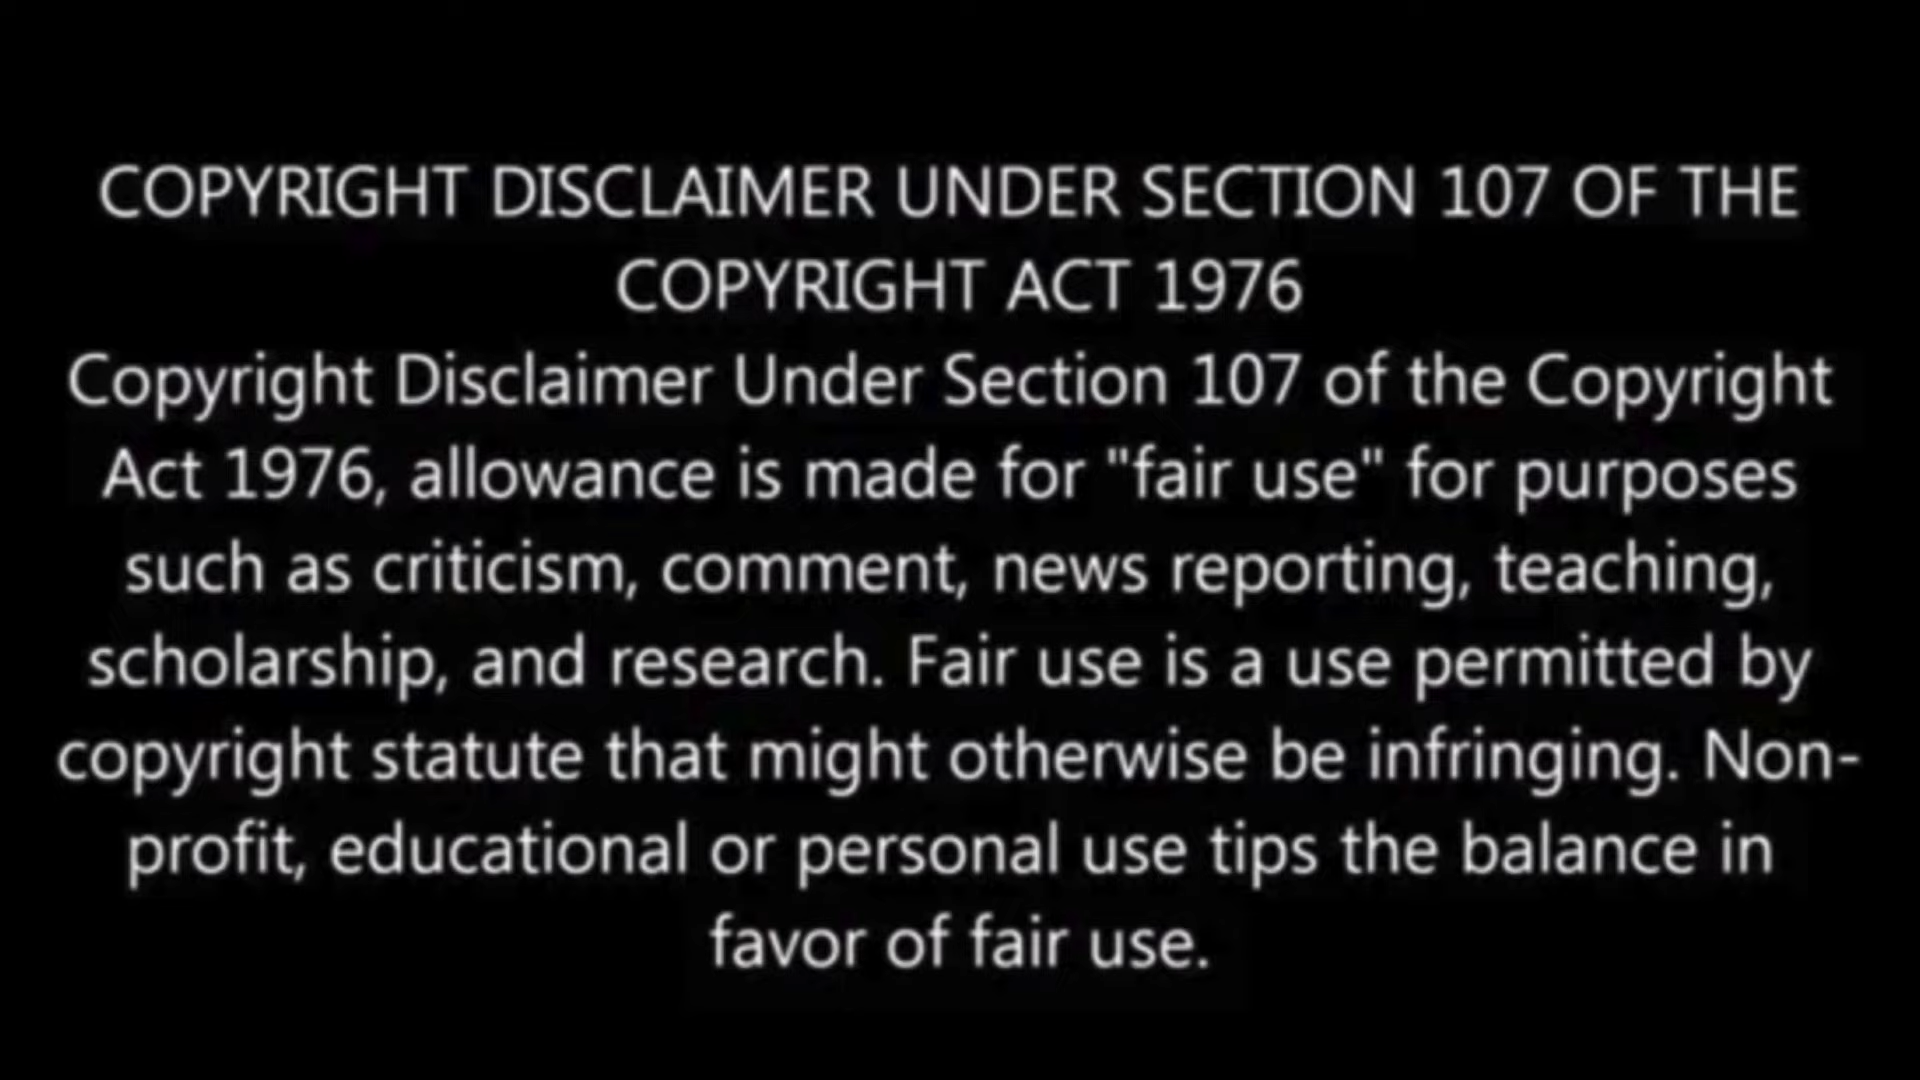 COPYRIGHT DISCLAIMER UNDER SECTION 107 OF THE
COPYRIGHT ACT 1976
Copyright Disclaimer Under Section 107 of the Copyright
Act 1976, allowance is made for "fair use" for purposes
such as criticism, comment, news reporting, teaching,
scholarship, and research. Fair use is a use permitted by
copyright statute that might otherwise be infringing. Non-
profit, educational or personal use tips the balance in
favor of fair use.